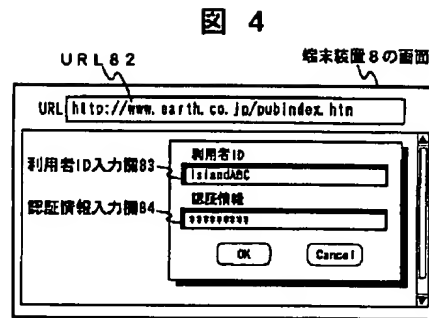 図 4
URL82
端末装置8の画面
URL http://www.earth.co.jp/pubindex.htm
利用者ID
利用者ID入力欄83
IslandABC
認証情報
認証情報入力欄84
*********
OK Cancel